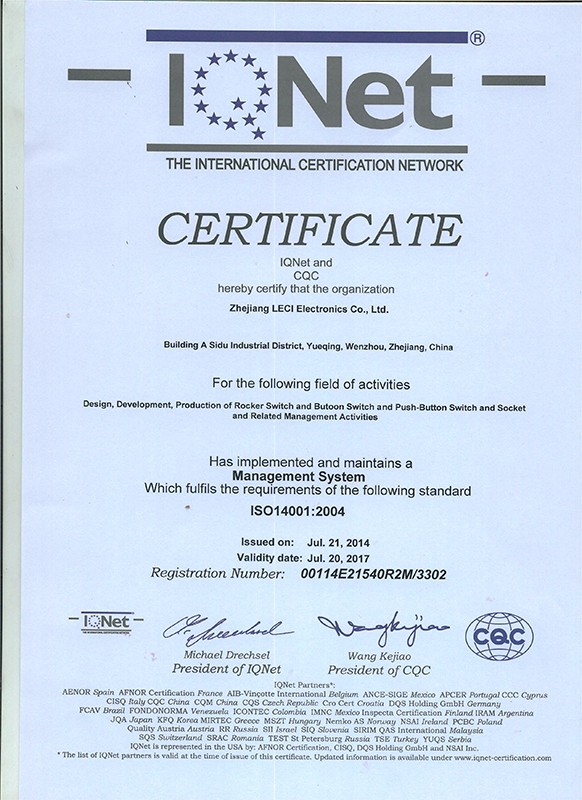 IQNet®
THE INTERNATIONAL CERTIFICATION NETWORK
CERTIFICATE
IQNet and
CQC
hereby certify that the organization
Zhejiang LECI Electronics Co., Ltd.
Building A Sidu Industrial District, Yueqing, Wenzhou, Zhejiang, China
For the following field of activities
Design, Development, Production of Rocker Switch and Butoon Switch and Push-Button Switch and Socket
and Related Management Activities
Has implemented and maintains a
Management System
Which fulfils the requirements of the following standard
ISO14001:2004
Issued on: Jul. 21, 2014
Validity date: Jul. 20, 2017
Registration Number: 00114E21540R2M/3302
IQNet
CQC
Michael Drechsel Wang Kejiao
President of IQNet President of CQC
IQNet Partners*:
AENOR Spain AFNOR Certification France AIB-Vinçotte International Belgium ANCE-SIGE Mexico APCER Portugal CCC Cyprus
CISQ Italy CQC China CQM China CQS Czech Republic Cro Cert Croatia DQS Holding GmbH Germany
FCAV Brazil FONDONORMA Venezuela ICONTEC Colombia IMNC Mexico Inspecta Certification Finland IRAM Argentina
JQA Japan KFQ Korea MIRTEC Greece MSZT Hungary Nemko AS Norway NSAI Ireland PCBC Poland
Quality Austria Austria RR Russia SII Israel SIQ Slovenia SIRIM QAS International Malaysia
SQS Switzerland SRAC Romania TEST St Petersburg Russia TSE Turkey YUQS Serbia
IQNet is represented in the USA by: AFNOR Certification, CISQ, DQS Holding GmbH and NSAI Inc.
* The list of IQNet partners is valid at the time of issue of this certificate. Updated information is available under www.iqnet-certification.com